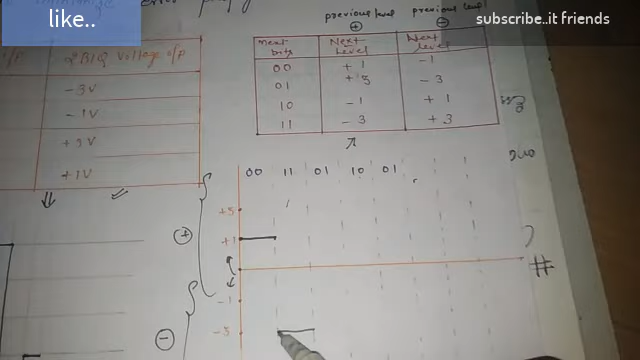 like..
subscribe.it friends
previous level
previous level
⊕
⊖
Next bits
Next Level
Next Level
00 +1 -1
01 +3 -3
10 -1 +1
11 -3 +3
2B1Q Voltage o/p
-3V
-1V
+3V
+1V
00 11 01 10 01
+3
+1
-1
-3
⊕
⊖